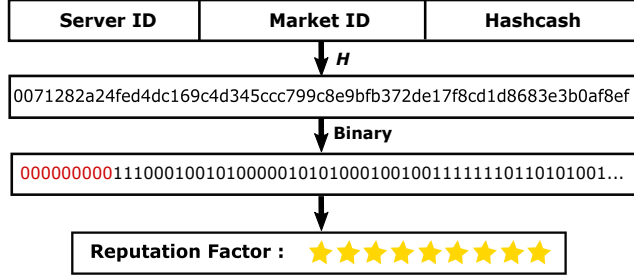 Server ID Market ID Hashcash
H
0071282a24fed4dc169c4d345ccc799c8e9bfb372de17f8cd1d8683e3b0af8ef
Binary
000000000111000100101000001010100010010011111110110101001...
Reputation Factor :